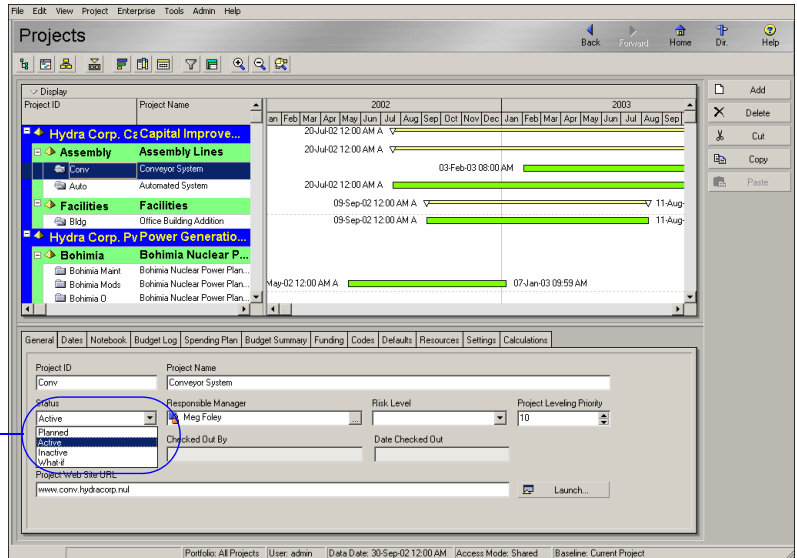 File Edit View Project Enterprise Tools Admin Help
Projects
Back Forward Home Dir. Help
Display
Project ID Project Name
2002 2003
an Feb Mar Apr May Jun Jul Aug Sep Oct Nov Dec Jan Feb Mar Apr May Jun Jul Aug Sep
Hydra Corp. Ca Capital Improve... 20-Jul-02 12:00 AM A
Assembly Assembly Lines 20-Jul-02 12:00 AM A
Conv Conveyor System 03-Feb-03 08:00 AM
Auto Automated System 20-Jul-02 12:00 AM A
Facilities Facilities 09-Sep-02 12:00 AM A 11-Aug-
Bldg Office Building Addition 09-Sep-02 12:00 AM A 11-Aug-
Hydra Corp. Pv Power Generatio...
Bohimia Bohimia Nuclear P...
Bohimia Maint Bohimia Nuclear Power Plan...
Bohimia Mods Bohimia Nuclear Power Plan... May-02 12:00 AM A 07-Jan-03 09:59 AM
Bohimia O Bohimia Nuclear Power Plan...
Add
Delete
Cut
Copy
Paste
General Dates Notebook Budget Log Spending Plan Budget Summary Funding Codes Defaults Resources Settings Calculations
Project ID Project Name
Conv Conveyor System
Status Responsible Manager Risk Level Project Leveling Priority
Active Meg Foley ... 10
Planned
Active
Inactive
What-if
Checked Out By Date Checked Out
Project Web Site URL
www.conv.hydracorp.nul Launch...
Portfolio: All Projects User: admin Data Date: 30-Sep-02 12:00 AM Access Mode: Shared Baseline: Current Project